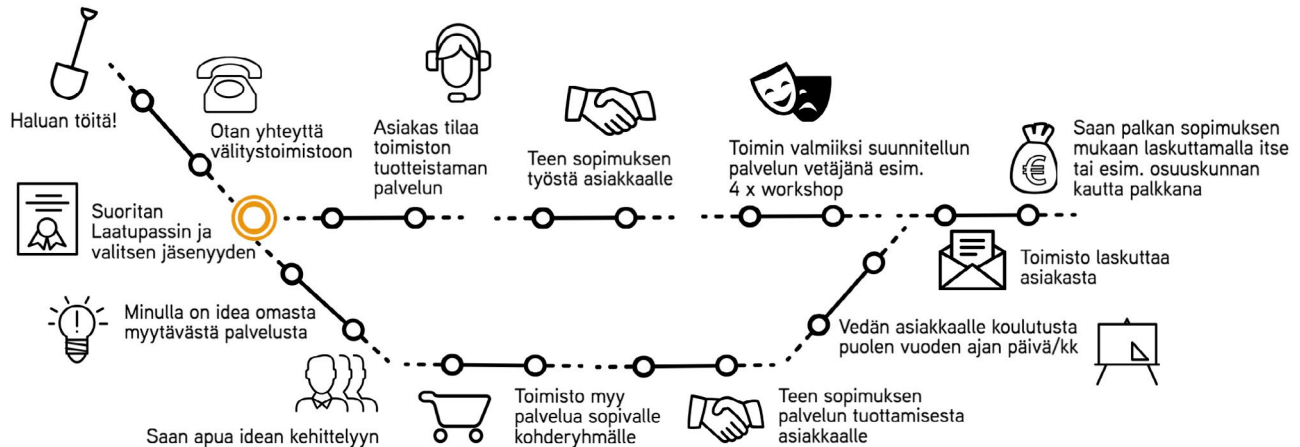 Haluan töitä!
Otan yhteyttä
välitystoimistoon
Suoritan
Laatupassin ja
valitsen jäsenyyden
Asiakas tilaa
toimiston
tuotteistaman
palvelun
Teen sopimuksen
työstä asiakkaalle
Toimin valmiiksi suunnitellun
palvelun vetäjänä esim.
4 x workshop
Saan palkan sopimuksen
mukaan laskuttamalla itse
tai esim. osuuskunnan
kautta palkkana
€
Toimisto laskuttaa
asiakasta
!
Minulla on idea omasta
myytävästä palvelusta
Saan apua idean kehittelyyn
Toimisto myy
palvelua sopivalle
kohderyhmälle
Teen sopimuksen
palvelun tuottamisesta
asiakkaalle
Vedän asiakkaalle koulutusta
puolen vuoden ajan päivä/kk